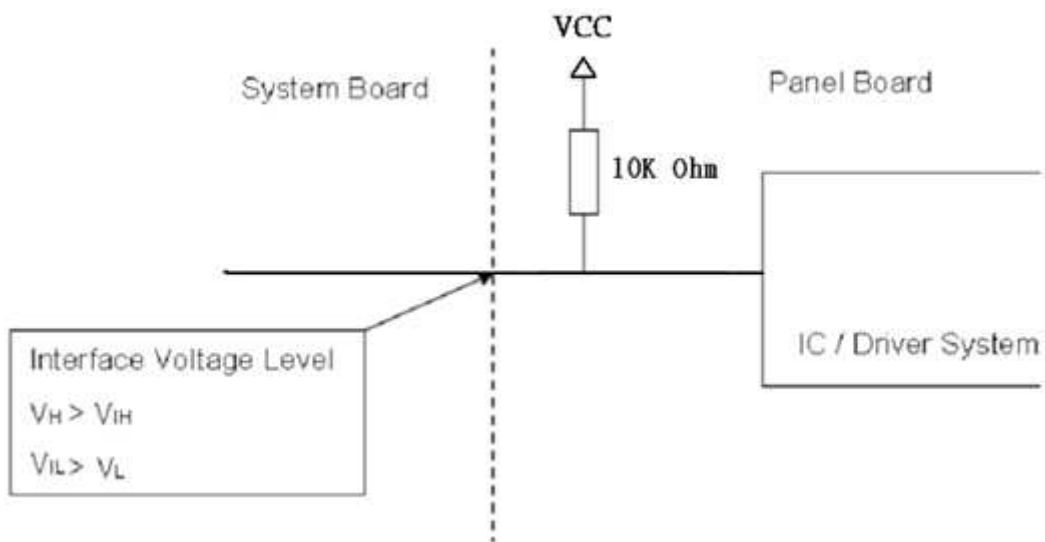 VCC
System Board
Panel Board
10K Ohm
Interface Voltage Level
VH > VIH
VIL > VL
IC / Driver System